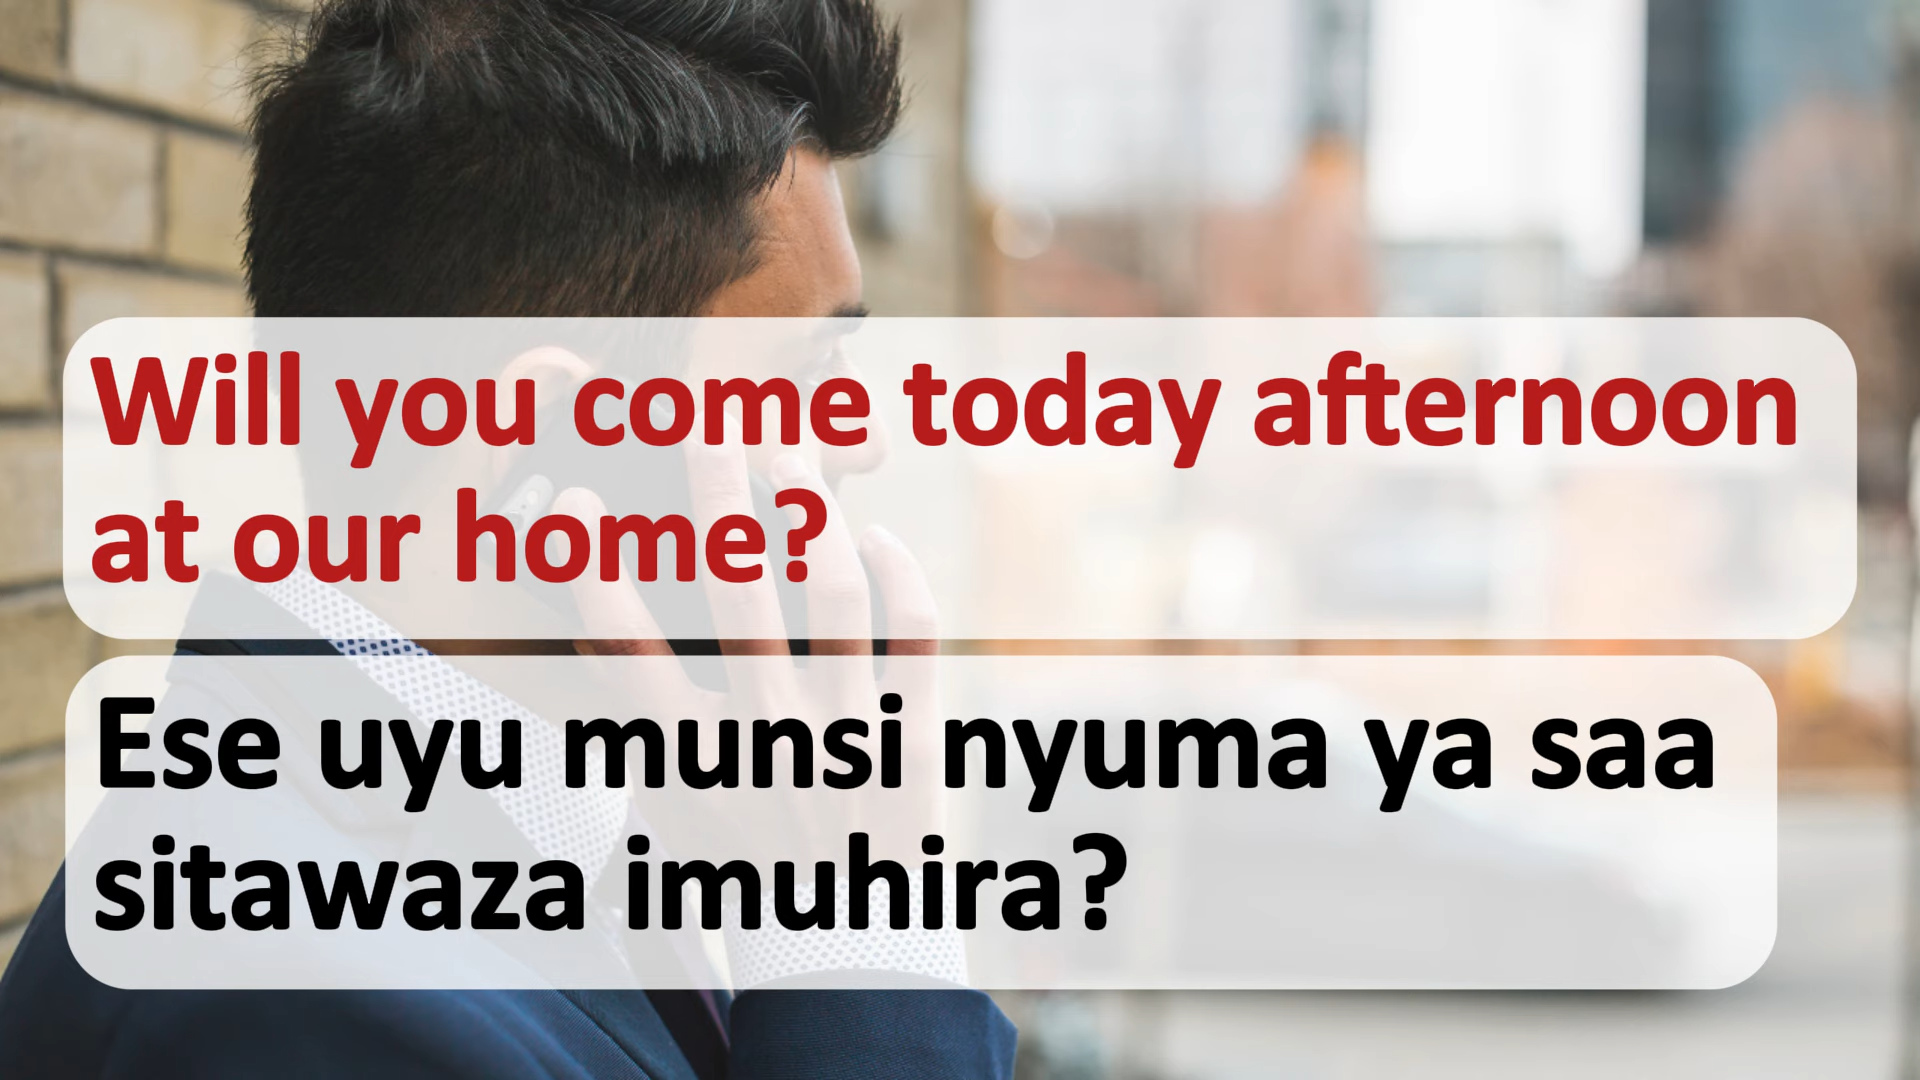 Will you come today afternoon
at our home?
Ese uyu munsi nyuma ya saa
sitawaza imuhira?